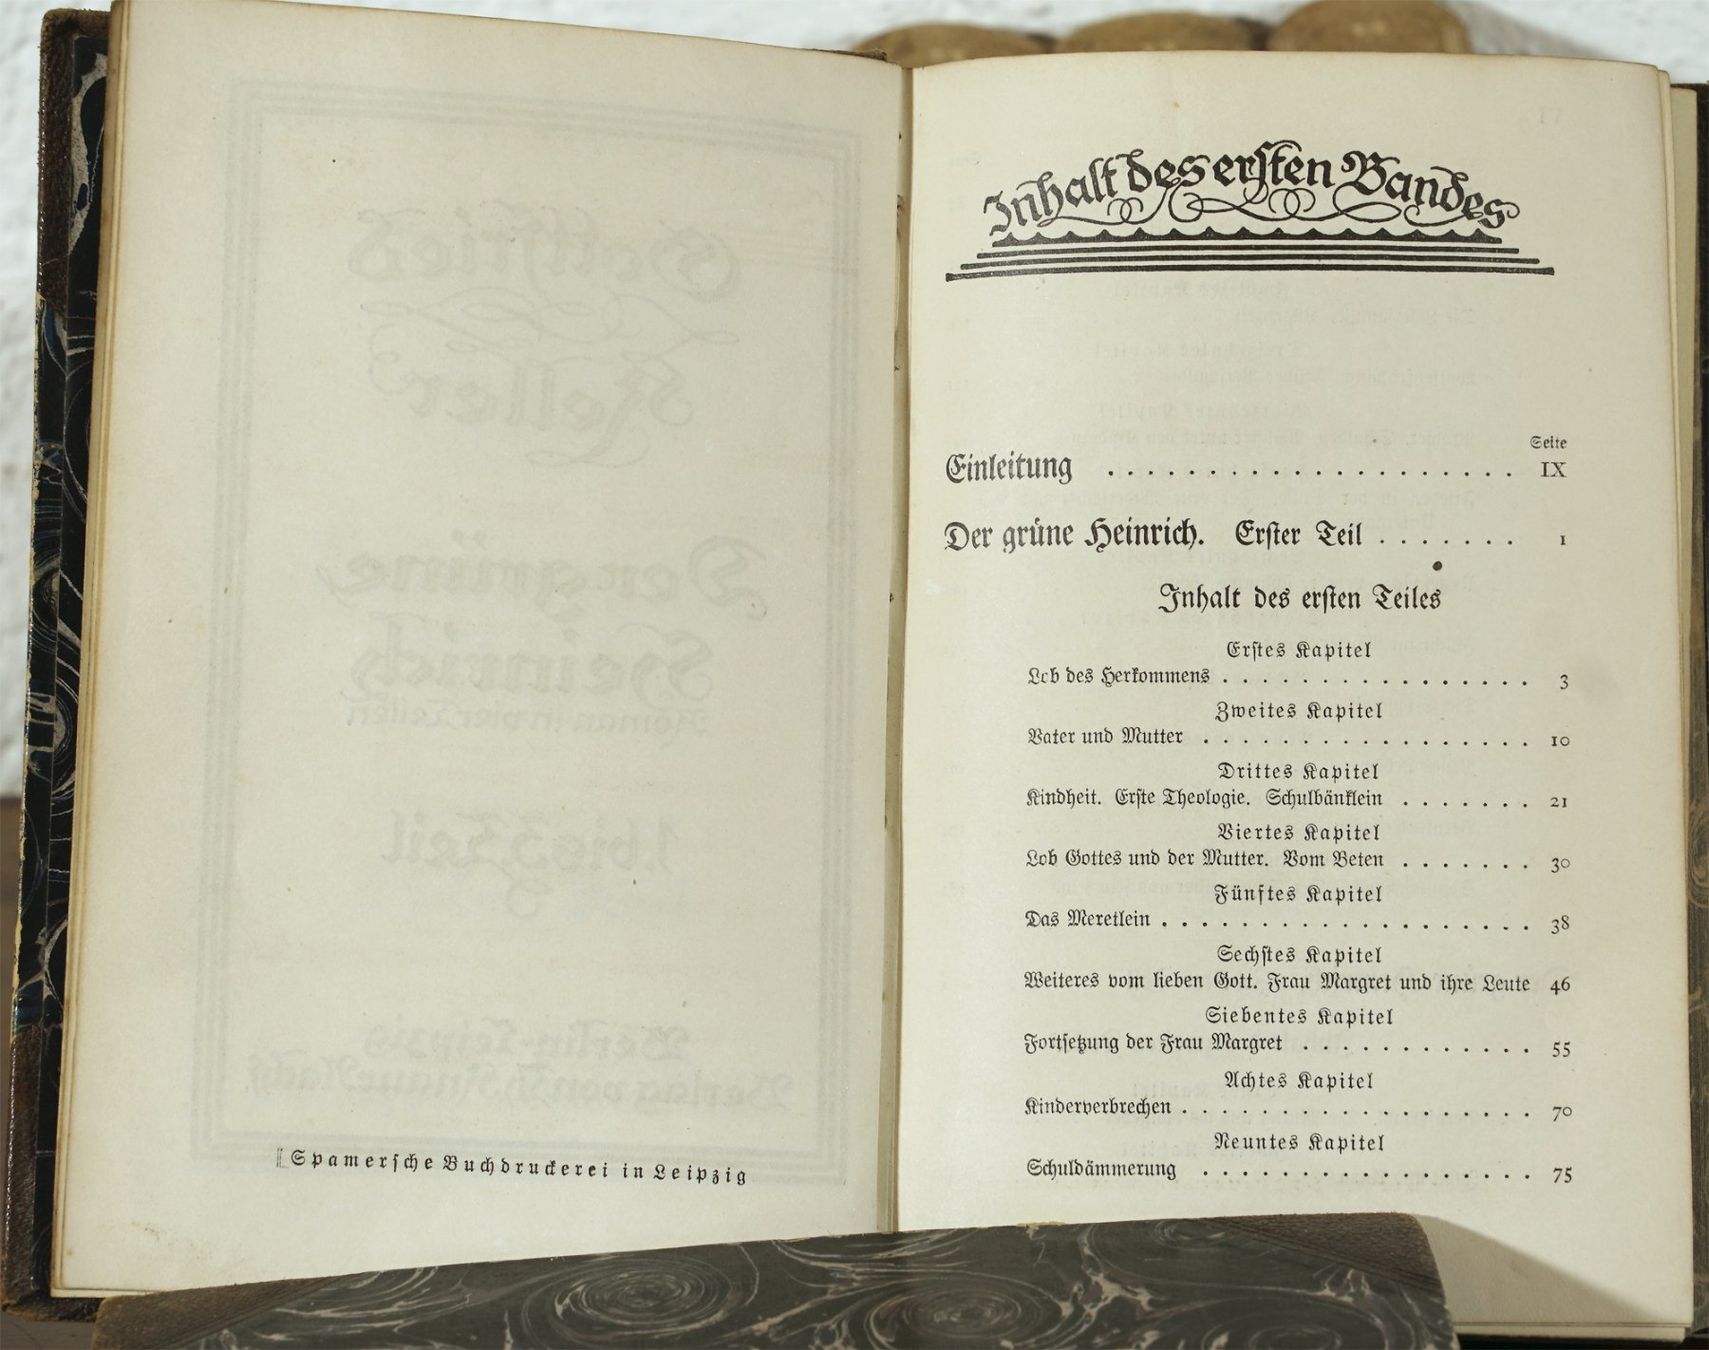 Spamersche Buchdruckerei in Leipzig
Inhalt des ersten Bandes
Seite
Einleitung . . . . . . . . . . . . . . . . . . . . . IX
Der grüne Heinrich. Erster Teil . . . . . . . 1
Inhalt des ersten Teiles
Erstes Kapitel
Lob des Herkommens . . . . . . . . . . . . . . . . 3
Zweites Kapitel
Vater und Mutter . . . . . . . . . . . . . . . . . 10
Drittes Kapitel
Kindheit. Erste Theologie. Schulbänklein . . . . . . . 21
Viertes Kapitel
Lob Gottes und der Mutter. Vom Beten . . . . . . . 30
Fünftes Kapitel
Das Meretlein . . . . . . . . . . . . . . . . . . . 38
Sechstes Kapitel
Weiteres vom lieben Gott. Frau Margret und ihre Leute 46
Siebentes Kapitel
Fortsetzung der Frau Margret . . . . . . . . . . . . 55
Achtes Kapitel
Kinderverbrechen . . . . . . . . . . . . . . . . . . 70
Neuntes Kapitel
Schuldämmerung . . . . . . . . . . . . . . . . . 75